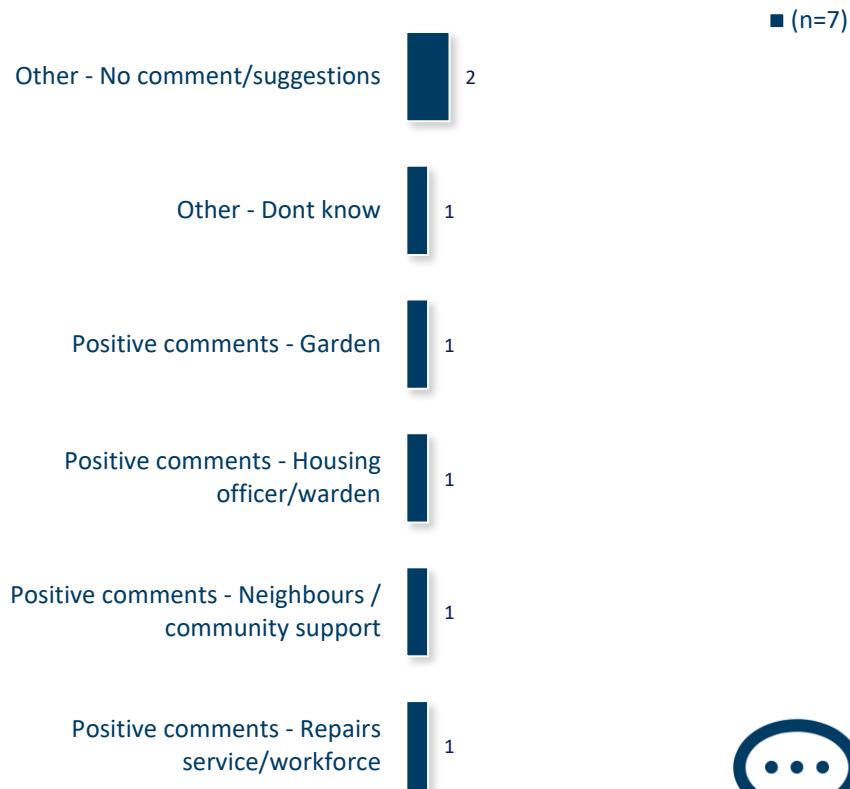 (n=7)
Other - No comment/suggestions
2
Other - Dont know
1
Positive comments - Garden
1
Positive comments - Housing
officer/warden
1
Positive comments - Neighbours /
community support
1
Positive comments - Repairs
service/workforce
1